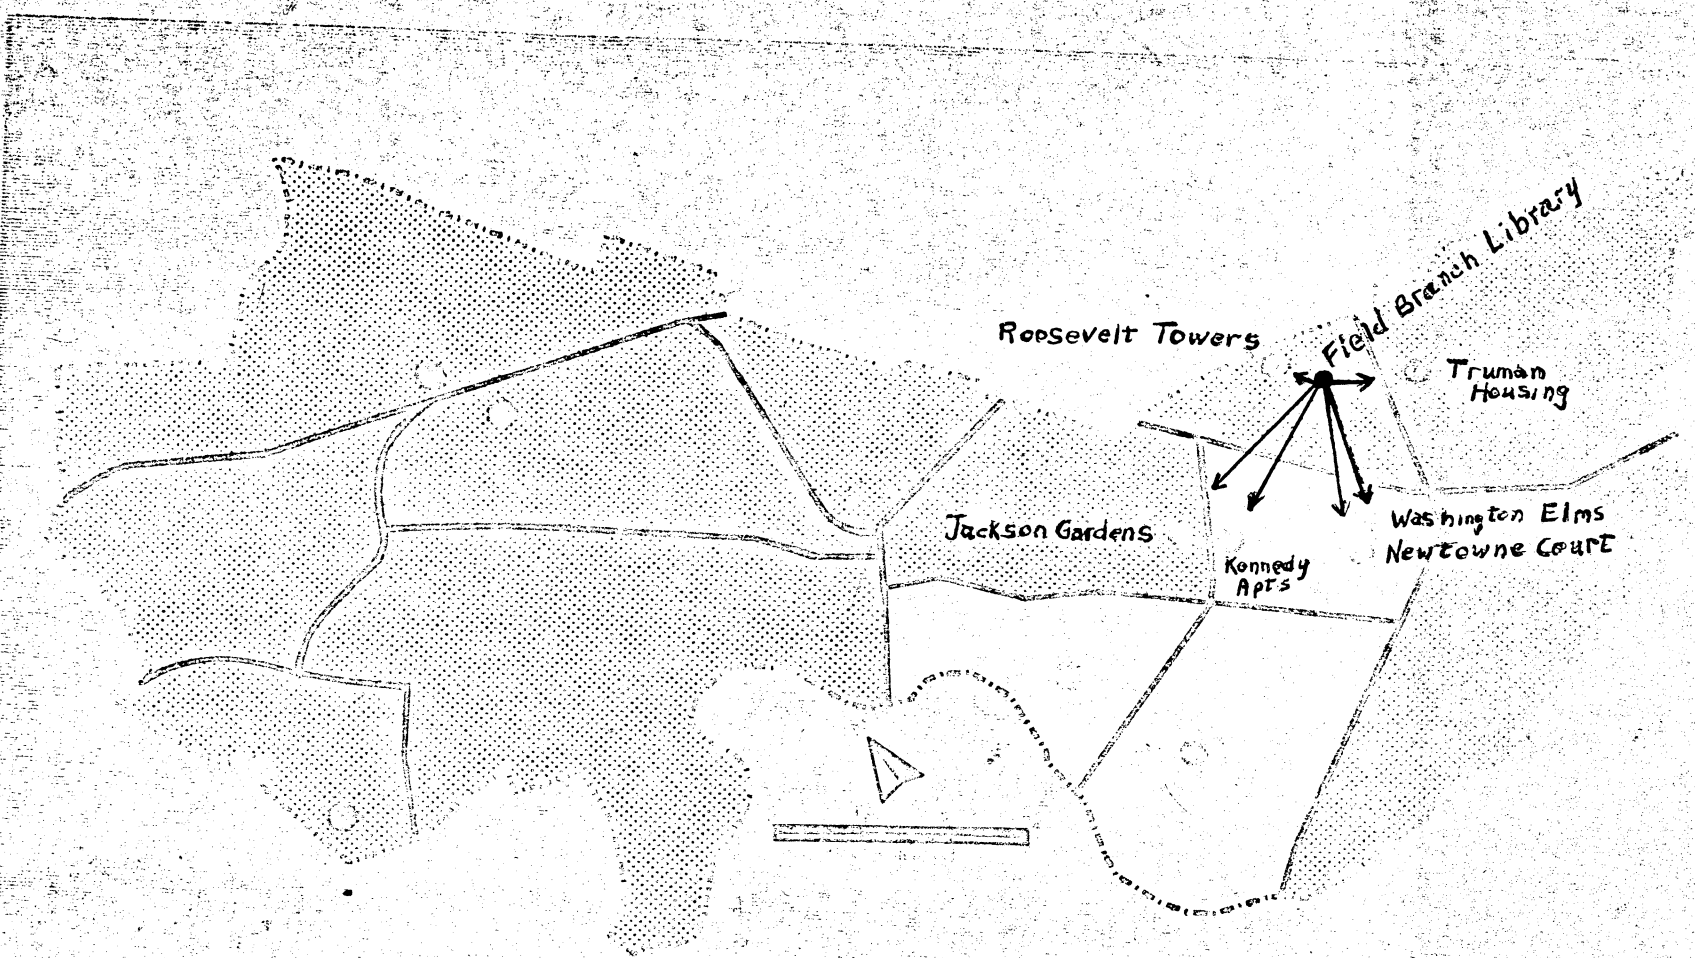 Field Branch Library
Roosevelt Towers
Truman
Housing
Jackson Gardens
Washington Elms
Newtowne Court
Kennedy
Apts